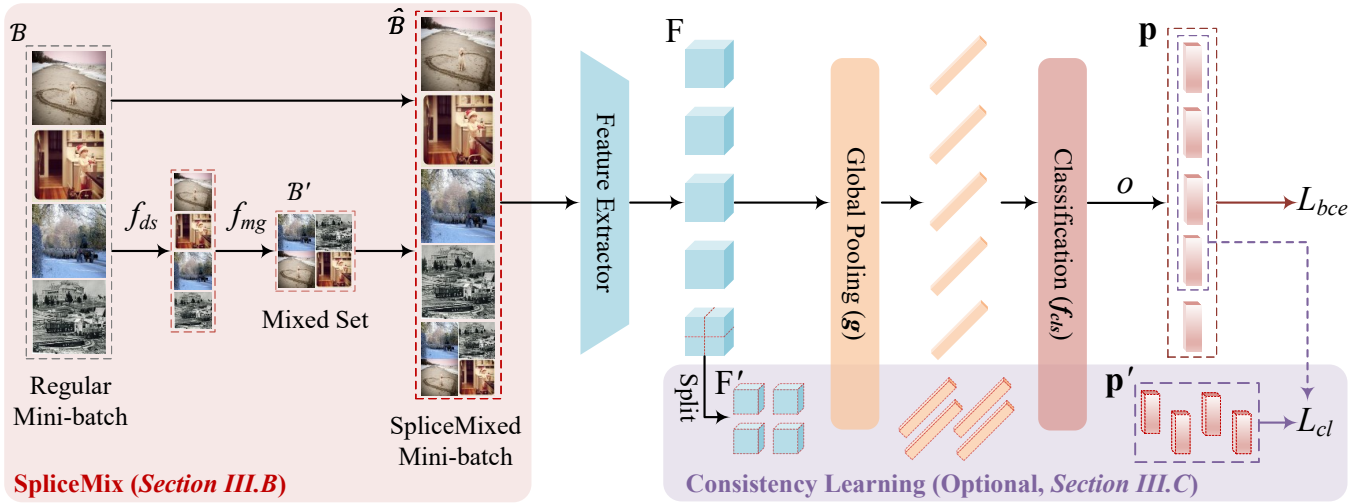 B
B̂
f_ds
f_mg
B′
Mixed Set
Regular
Mini-batch
SpliceMixed
Mini-batch
SpliceMix (Section III.B)
Feature Extractor
F
Split
F′
Global Pooling (g)
Classification (f_cls)
o
p
L_bce
p′
L_cl
Consistency Learning (Optional, Section III.C)